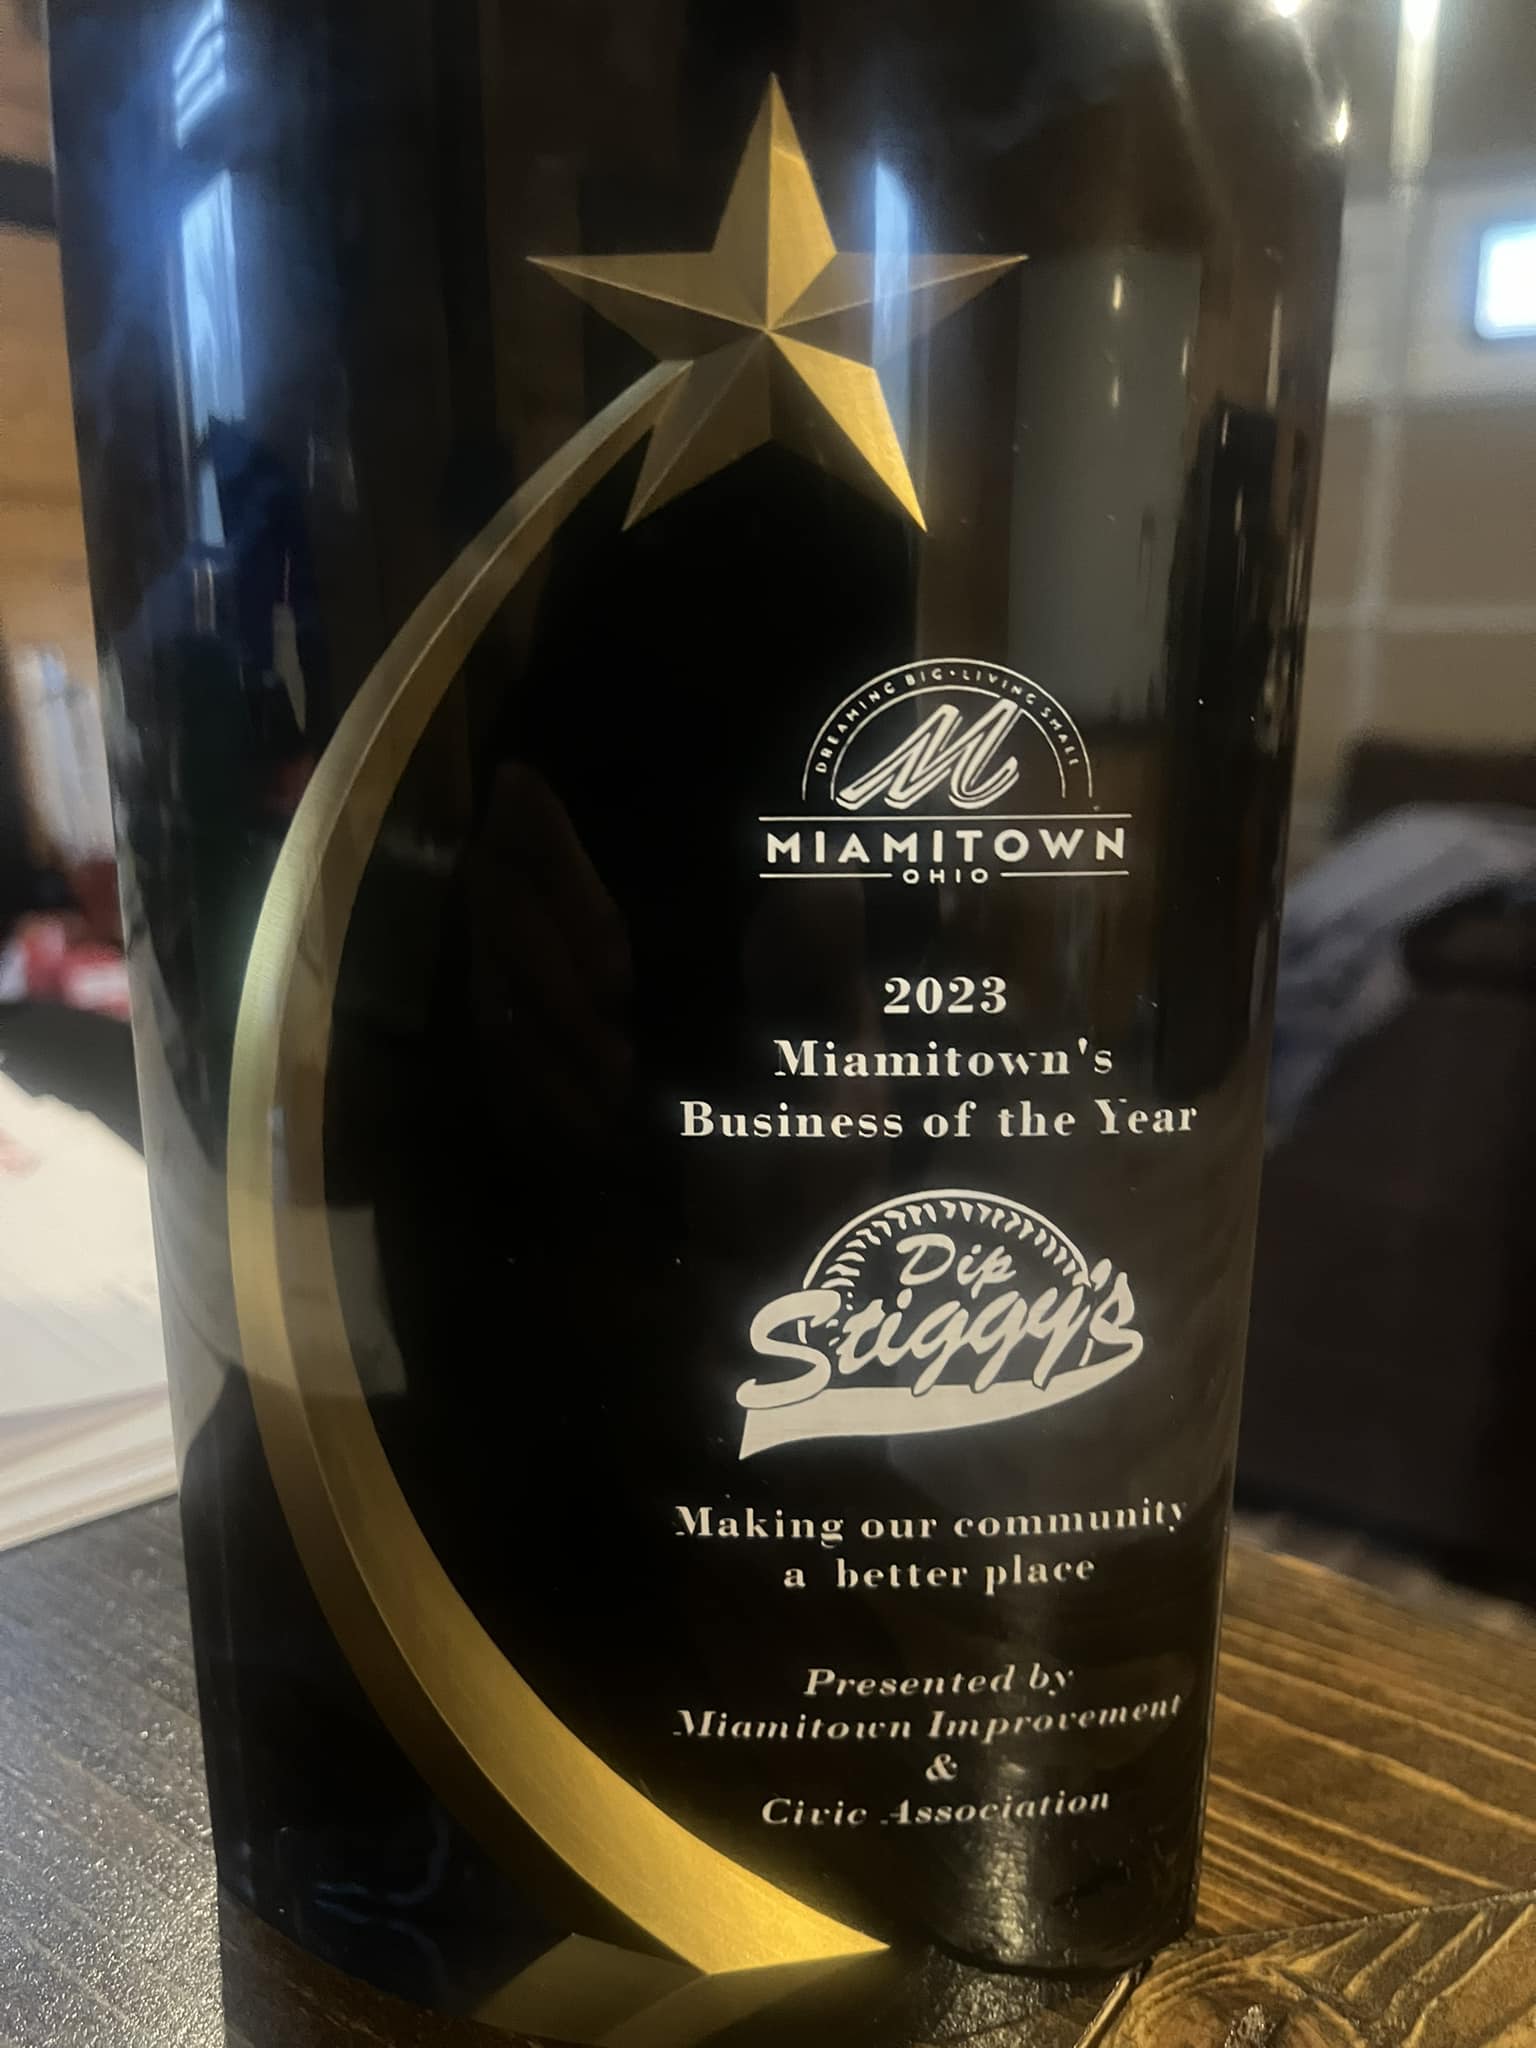 DREAMING BIG • LIVING SMALL
M
MIAMITOWN
OHIO
2023
Miamitown's
Business of the Year
Dip
Stiggy's
Making our community
a better place
Presented by
Miamitown Improvement
&
Civic Association